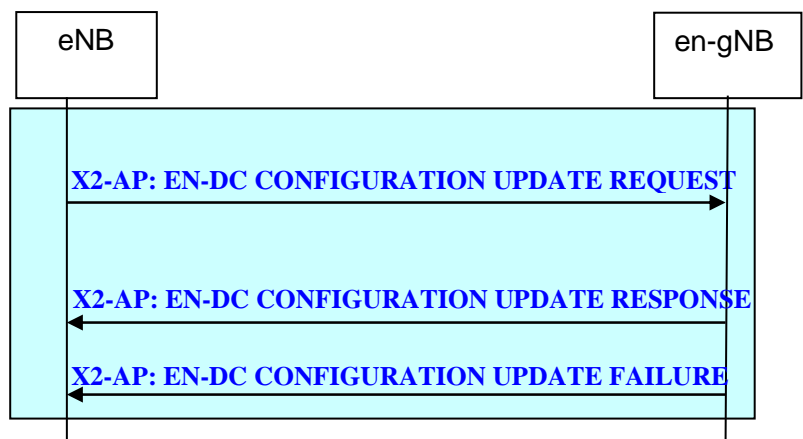 eNB
en-gNB
X2-AP: EN-DC CONFIGURATION UPDATE REQUEST
X2-AP: EN-DC CONFIGURATION UPDATE RESPONSE
X2-AP: EN-DC CONFIGURATION UPDATE FAILURE